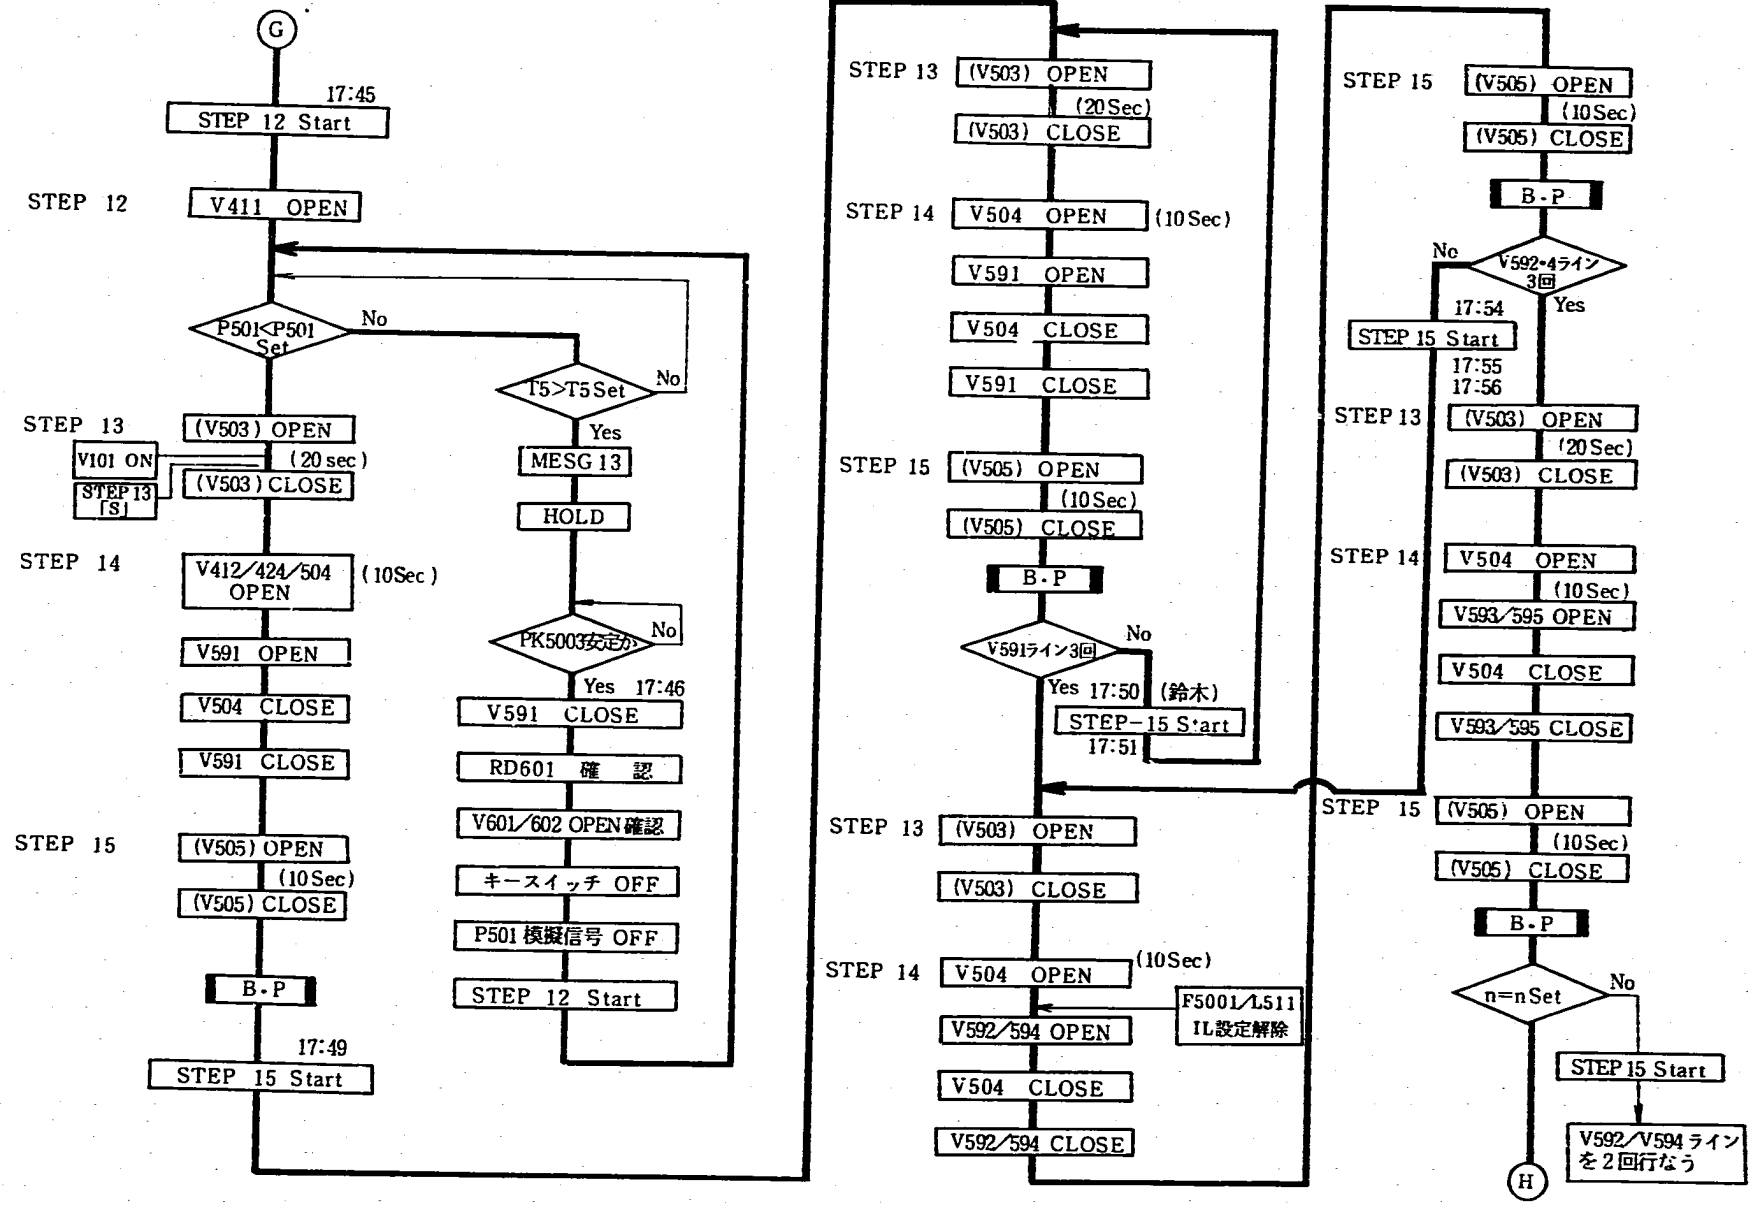 G
17:45
STEP 12 Start
STEP 12
V411 OPEN
P501<P501
Set
No
T5>T5 Set
No
Yes
MESG 13
HOLD
PK5003安定か
No
Yes 17:46
V591 CLOSE
RD601 確 認
V601/602 OPEN確認
キースイッチ OFF
P501 模擬信号 OFF
STEP 12 Start
STEP 13
(V503) OPEN
V101 ON
(20 sec)
STEP 13
「S」
(V503) CLOSE
STEP 14
V412/424/504
OPEN
(10Sec)
V591 OPEN
V504 CLOSE
V591 CLOSE
STEP 15
(V505) OPEN
(10Sec)
(V505) CLOSE
B.P
17:49
STEP 15 Start
STEP 13
(V503) OPEN
(20Sec)
(V503) CLOSE
STEP 14
V504 OPEN
(10Sec)
V591 OPEN
V504 CLOSE
V591 CLOSE
STEP 15
(V505) OPEN
(10Sec)
(V505) CLOSE
B.P
V591ライン3回
No
Yes
17:50 (鈴木)
STEP-15 Start
17:51
STEP 13
(V503) OPEN
(V503) CLOSE
STEP 14
V504 OPEN
(10Sec)
F5001/L511
IL設定解除
V592/594 OPEN
V504 CLOSE
V592/594 CLOSE
STEP 15
(V505) OPEN
(10Sec)
(V505) CLOSE
B.P
V592・4ライン
3回
No
Yes
17:54
STEP 15 Start
17:55
17:56
STEP 13
(V503) OPEN
(20Sec)
(V503) CLOSE
STEP 14
V504 OPEN
(10Sec)
V593/595 OPEN
V504 CLOSE
V593/595 CLOSE
STEP 15
(V505) OPEN
(10Sec)
(V505) CLOSE
B.P
n=nSet
No
STEP 15 Start
V592/V594 ライン
を2回行なう
H